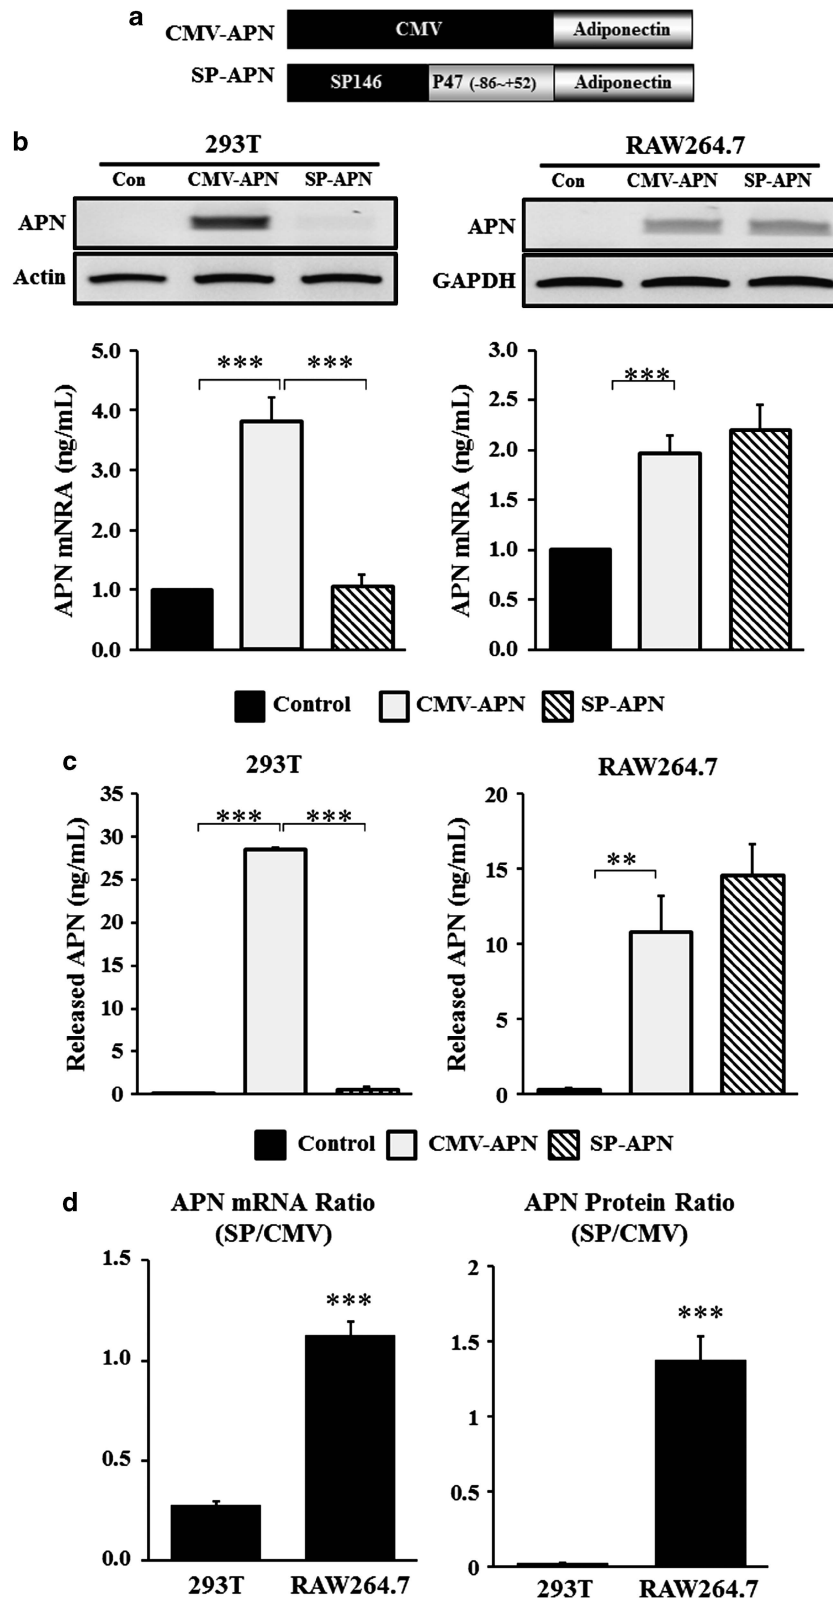 a
CMV-APN CMV Adiponectin
SP-APN SP146 P47 (-86~+52) Adiponectin
b
293T
Con CMV-APN SP-APN
APN
Actin
RAW264.7
Con CMV-APN SP-APN
APN
GAPDH
APN mNRA (ng/mL)
5.0
4.0
3.0
2.0
1.0
0.0
*** ***
APN mNRA (ng/mL)
3.0
2.5
2.0
1.5
1.0
0.5
0.0
***
Control CMV-APN SP-APN
c
293T
Released APN (ng/mL)
35
30
25
20
15
10
5
0
*** ***
RAW264.7
Released APN (ng/mL)
20
15
10
5
0
**
Control CMV-APN SP-APN
d
APN mRNA Ratio
(SP/CMV)
1.5
1.0
0.5
0.0
***
293T RAW264.7
APN Protein Ratio
(SP/CMV)
2
1.5
1
0.5
0
***
293T RAW264.7